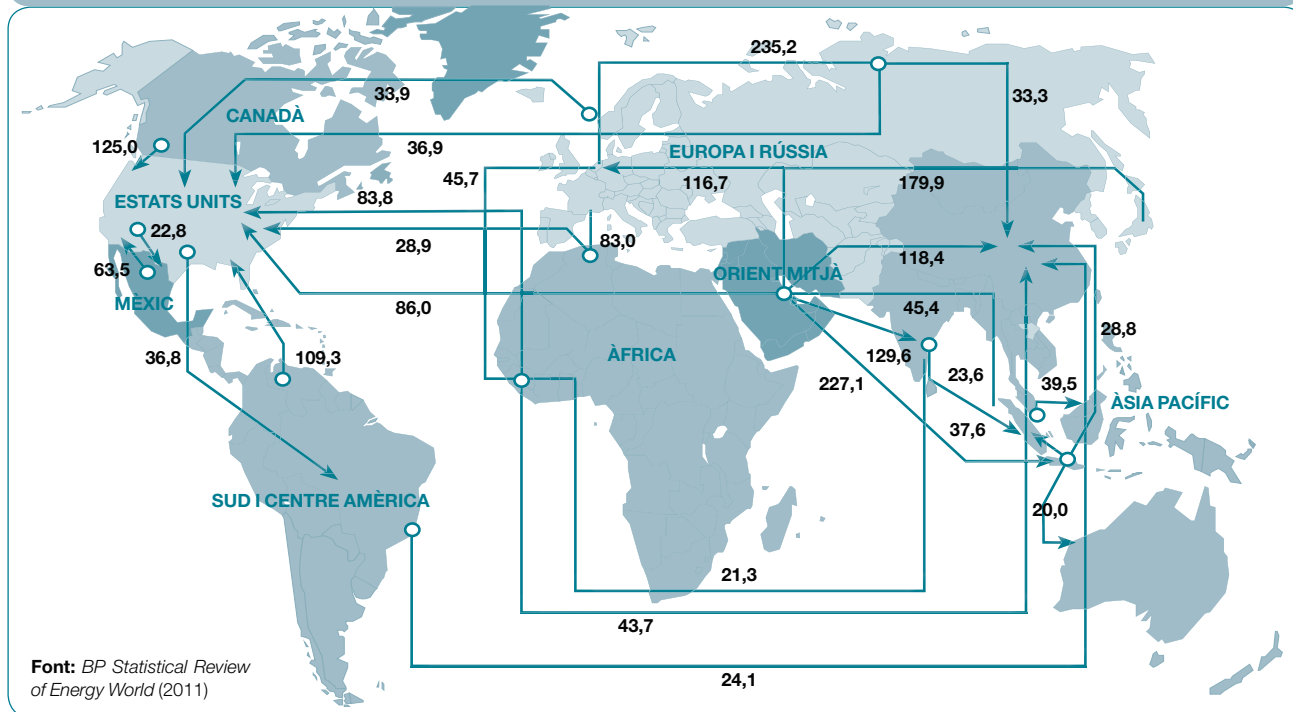 235,2
33,9
33,3
CANADÀ
125,0
36,9
EUROPA I RÚSSIA
45,7
116,7
179,9
83,8
ESTATS UNITS
22,8
28,9
83,0
118,4
63,5
ORIENT MITJÀ
MÈXIC
86,0
45,4
28,8
36,8
109,3
ÀFRICA
129,6
227,1
23,6
39,5
ÀSIA PACÍFIC
37,6
SUD I CENTRE AMÈRICA
20,0
21,3
43,7
24,1
Font: BP Statistical Review
of Energy World (2011)